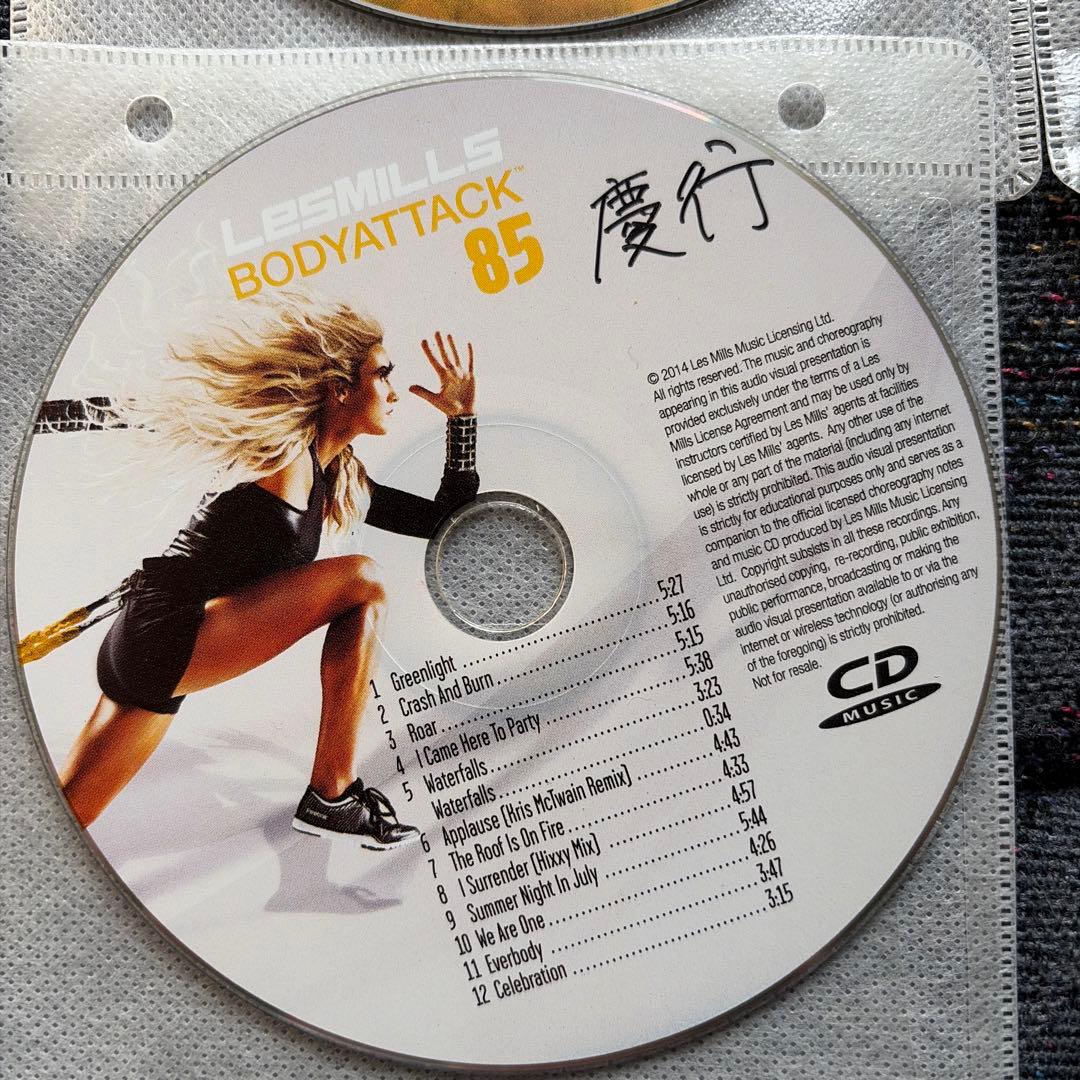 LesMILLS
BODYATTACK™
85
慶行
© 2014 Les Mills Music Licensing Ltd.
All rights reserved. The music and choreography
appearing in this audio visual presentation is
provided exclusively under the terms of a Les
Mills License Agreement and may be used only by
instructors certified by Les Mills' agents at facilities
licensed by Les Mills' agents. Any other use of the
whole or any part of the material (including any internet
use) is strictly prohibited. This audio visual presentation
is strictly for educational purposes only and serves as a
companion to the official licensed choreography notes
and music CD produced by Les Mills Music Licensing
Ltd. Copyright subsists in all these recordings. Any
unauthorised copying, re-recording, public exhibition,
public performance, broadcasting or making the
audio visual presentation available to or via the
internet or wireless technology (or authorising any
of the foregoing) is strictly prohibited.
Not for resale.
CD
MUSIC
1 Greenlight 5:27
2 Crash And Burn 5:16
3 Roar 5:15
4 I Came Here To Party 5:38
5 Waterfalls 3:23
Waterfalls 0:34
6 Applause (Kris McTwain Remix) 4:43
7 The Roof Is On Fire 4:33
8 I Surrender (Hixxy Mix) 4:57
9 Summer Night In July 5:44
10 We Are One 4:26
11 Everbody 3:47
12 Celebration 3:15
Reebok